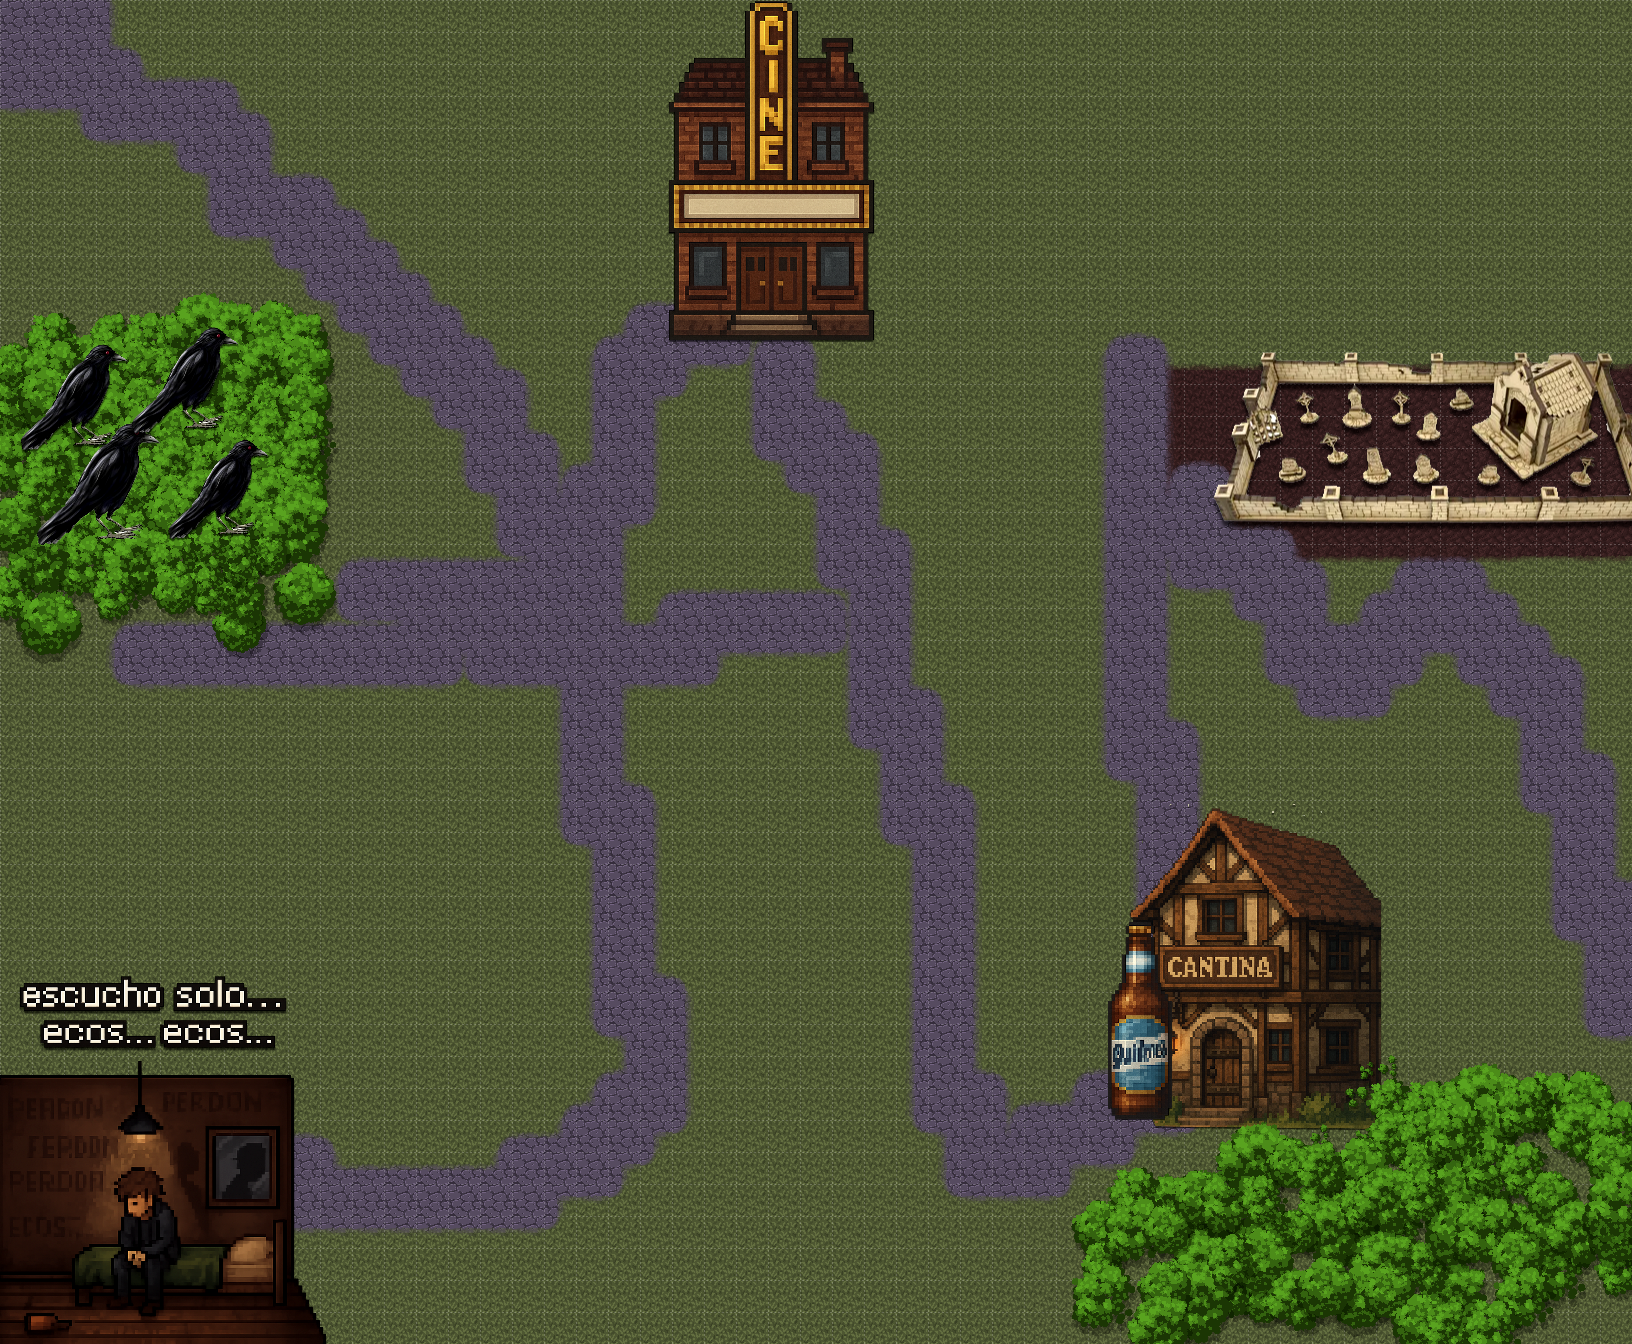 CINE
CANTINA
Quilmes
escucho solo...
ecos... ecos...
PERDON
PERDON
PERDON
PERDON
ECOS...